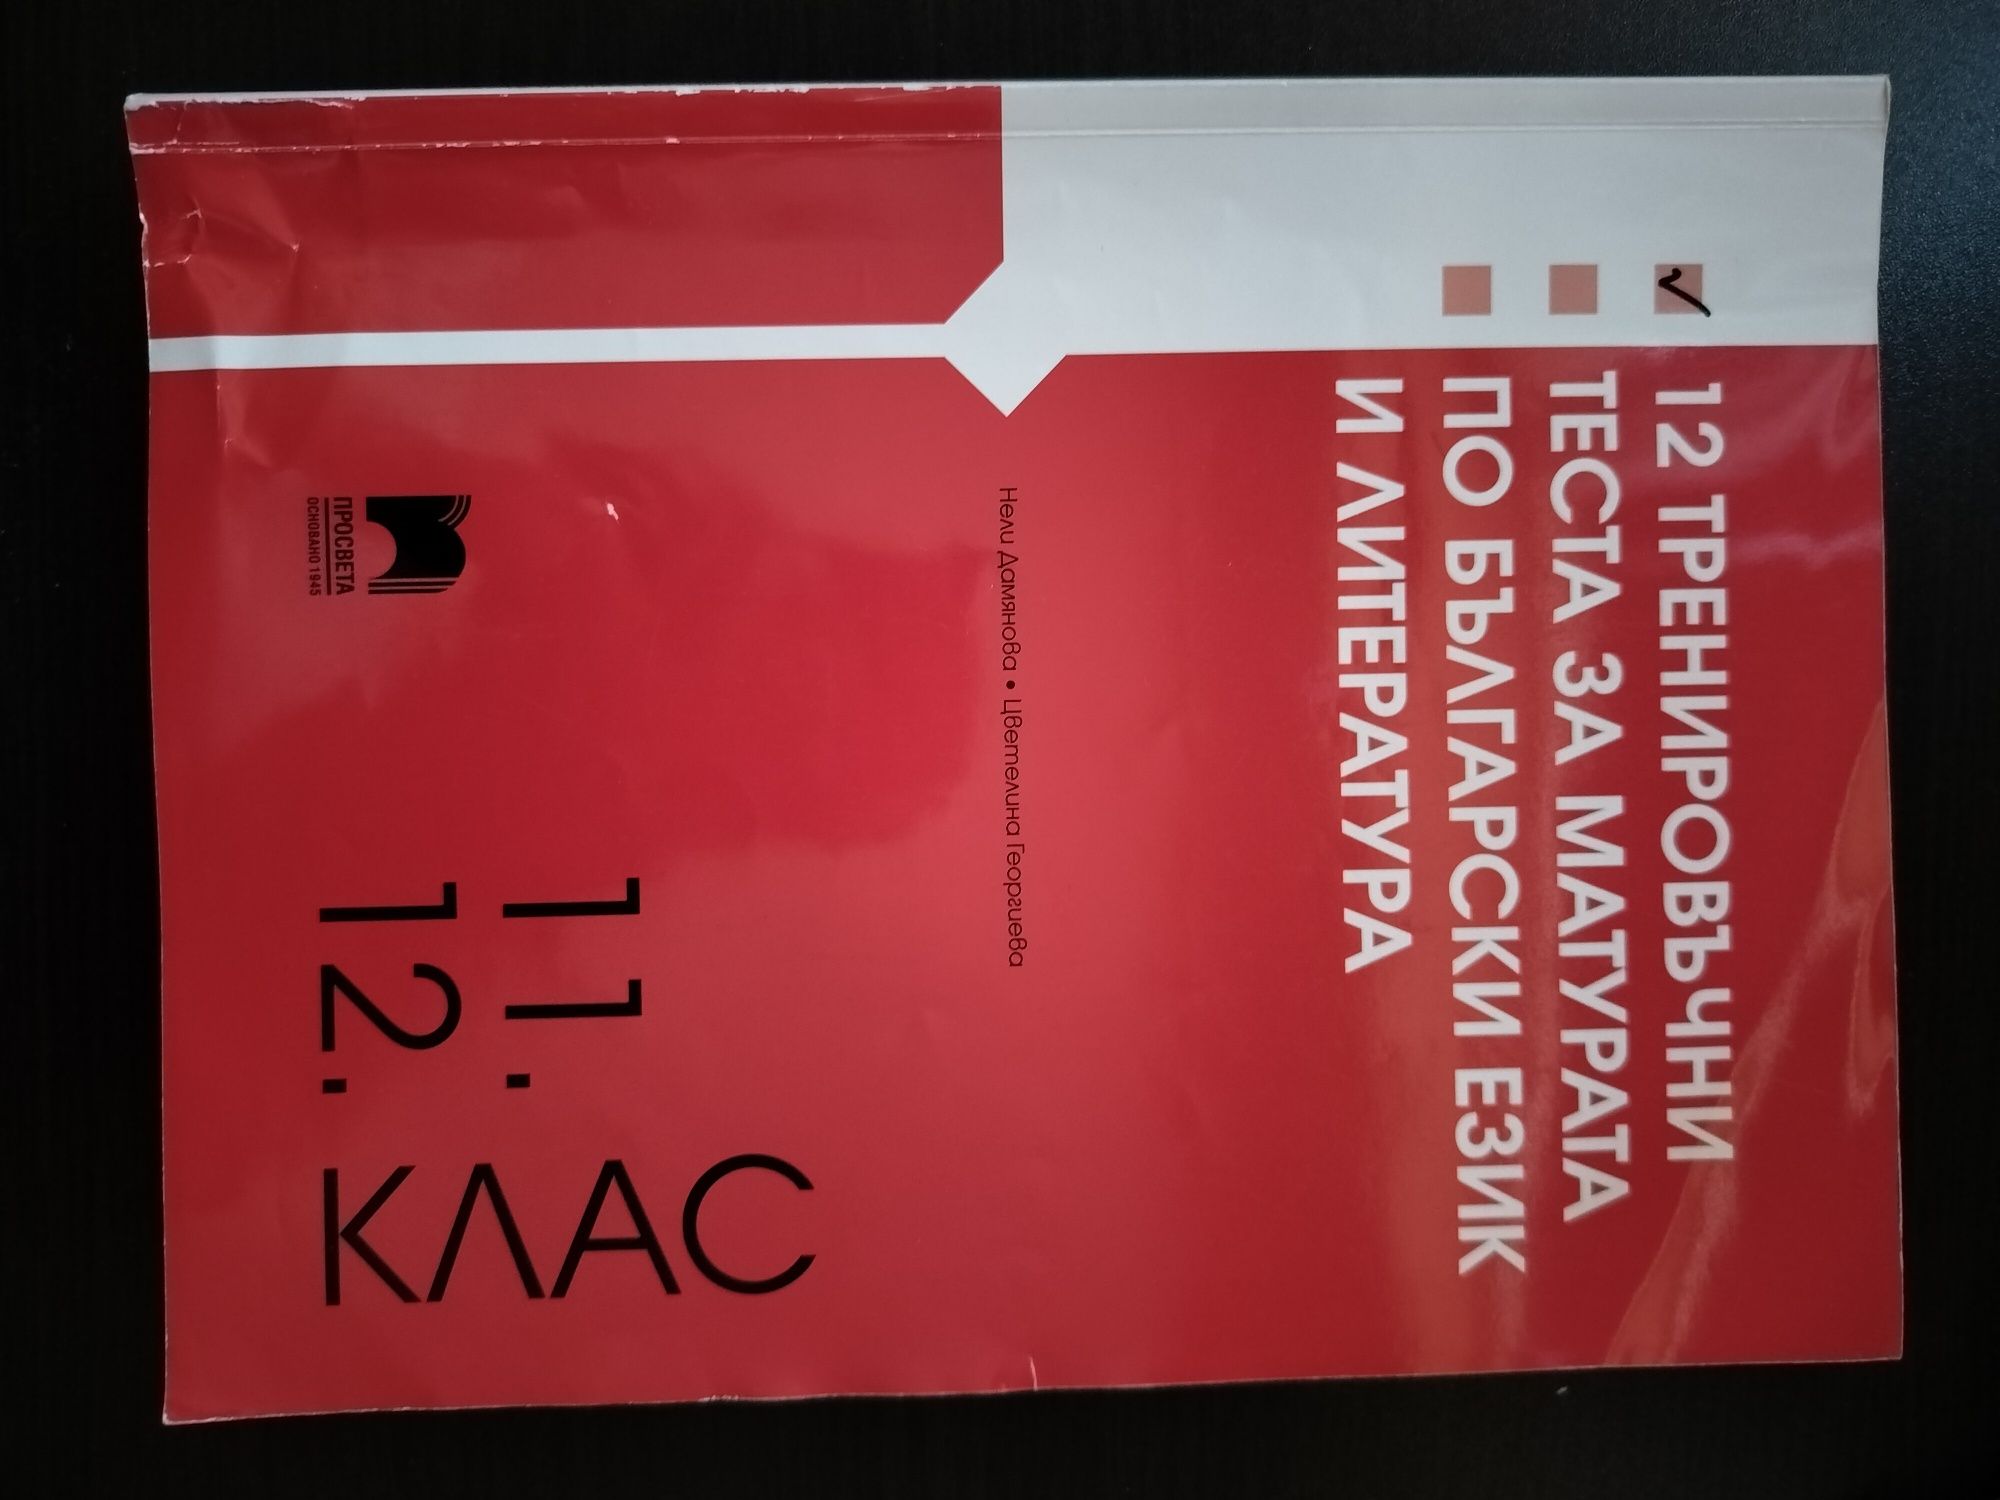 12 ТРЕНИРОВЪЧНИ
ТЕСТА ЗА МАТУРАТА
ПО БЪЛГАРСКИ ЕЗИК
И ЛИТЕРАТУРА
Нели Дамянова • Цветелина Георгиева
11.
12. КЛАС
ПРОСВЕТА
ОСНОВАНО 1945